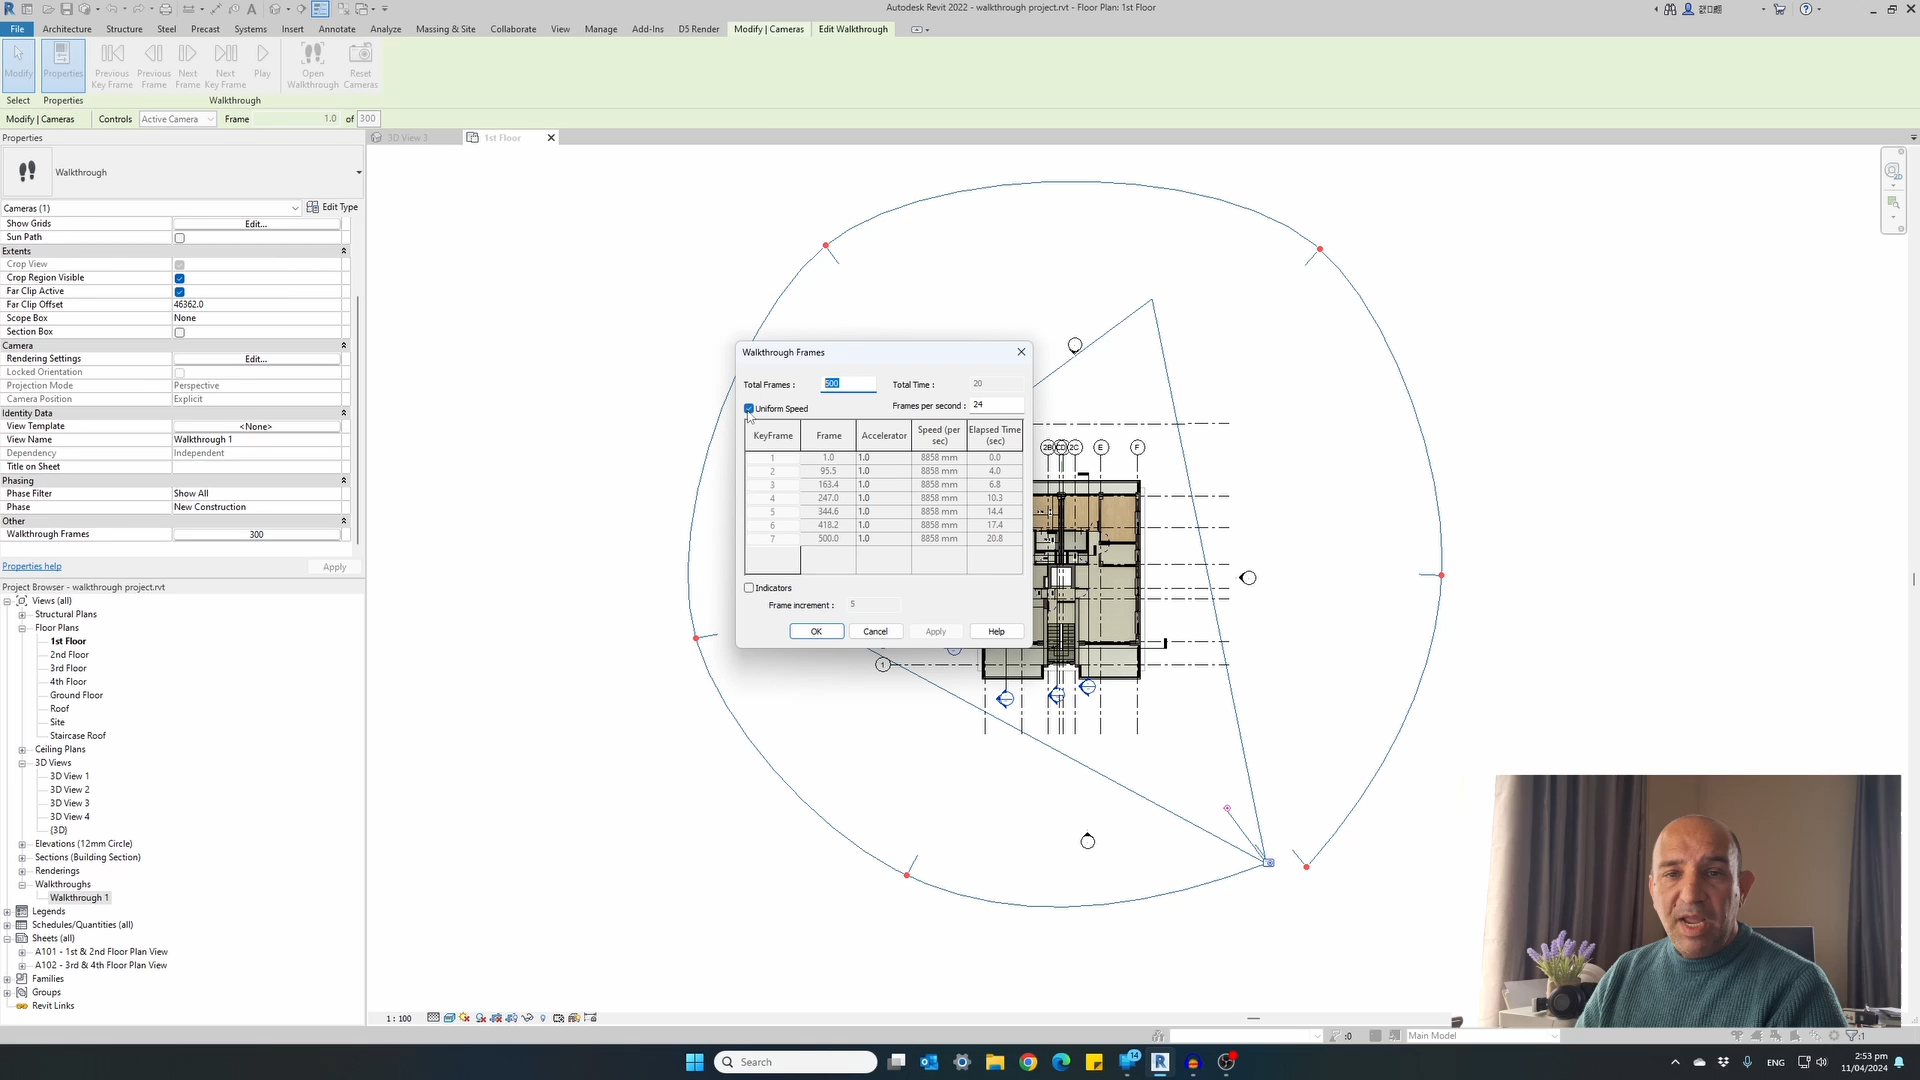 Autodesk Revit 2022 - walkthrough project.rvt - Floor Plan: 1st Floor
File Architecture Structure Steel Precast Systems Insert Annotate Analyze Massing & Site Collaborate View Manage Add-Ins D5 Render Modify | Cameras Edit Walkthrough
Modify Properties Previous Key Frame Previous Frame Next Frame Next Key Frame Play Open Walkthrough Reset Cameras
Select Properties Walkthrough
Modify | Cameras Controls Active Camera Frame 1.0 of 300
Properties
3D View 3 1st Floor
Walkthrough
Cameras (1) Edit Type
Show Grids Edit...
Sun Path
Extents
Crop View
Crop Region Visible
Far Clip Active
Far Clip Offset 46362.0
Scope Box None
Section Box
Camera
Rendering Settings Edit...
Locked Orientation
Projection Mode Perspective
Camera Position Explicit
Identity Data
View Template <None>
View Name Walkthrough 1
Dependency Independent
Title on Sheet
Phasing
Phase Filter Show All
Phase New Construction
Other
Walkthrough Frames 300
Properties help Apply
Project Browser - walkthrough project.rvt
Views (all)
Structural Plans
Floor Plans
1st Floor
2nd Floor
3rd Floor
4th Floor
Ground Floor
Roof
Site
Staircase Roof
Ceiling Plans
3D Views
3D View 1
3D View 2
3D View 3
3D View 4
{3D}
Elevations (12mm Circle)
Sections (Building Section)
Renderings
Walkthroughs
Walkthrough 1
Legends
Schedules/Quantities (all)
Sheets (all)
A101 - 1st & 2nd Floor Plan View
A102 - 3rd & 4th Floor Plan View
Families
Groups
Revit Links
Walkthrough Frames
Total Frames : 500 Total Time : 20
Uniform Speed Frames per second : 24
KeyFrame Frame Accelerator Speed (per sec) Elapsed Time (sec)
1 1.0 1.0 8858 mm 0.0
2 95.5 1.0 8858 mm 4.0
3 163.4 1.0 8858 mm 6.8
4 247.0 1.0 8858 mm 10.3
5 344.6 1.0 8858 mm 14.4
6 418.2 1.0 8858 mm 17.4
7 500.0 1.0 8858 mm 20.8
Indicators
Frame increment : 5
OK Cancel Apply Help
2B 2C E F
1
1 : 100
:0 Main Model :1
Search 14 ENG 2:53 pm
11/04/2024